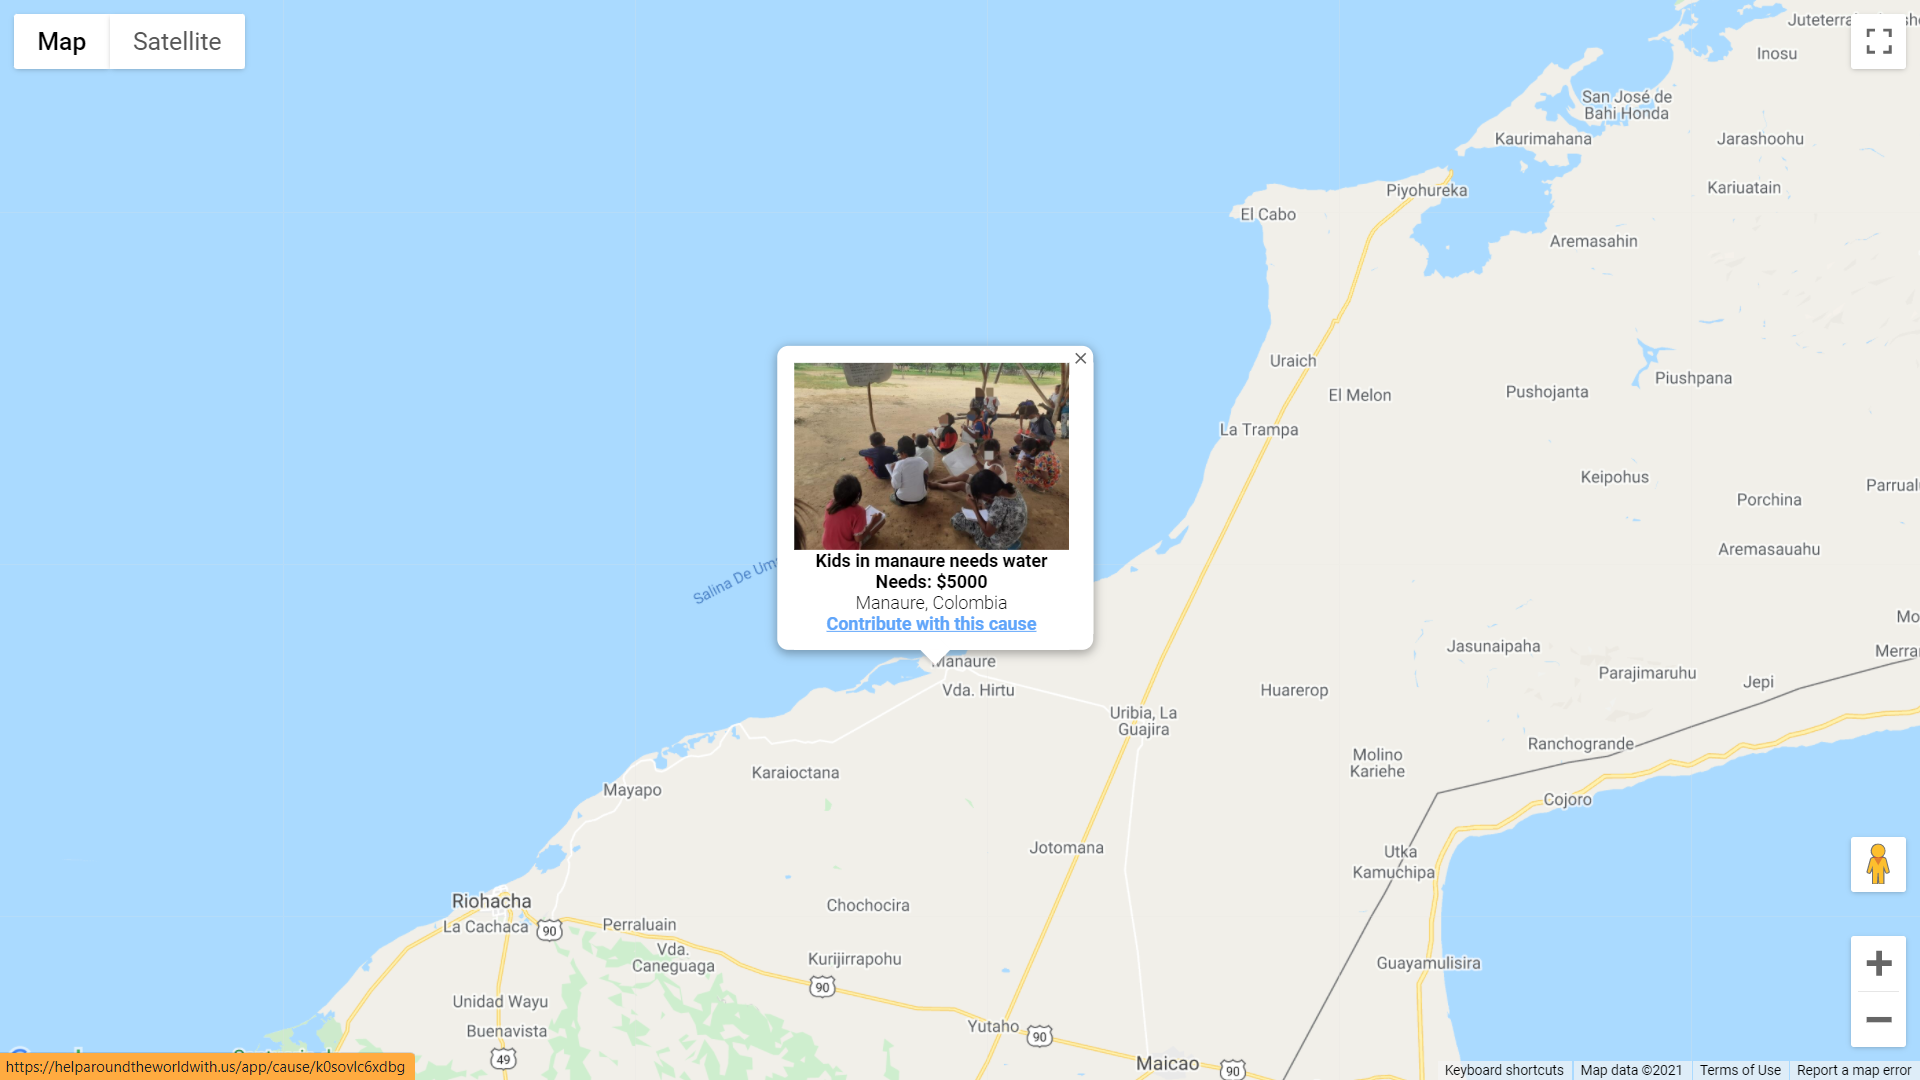 Map
Satellite
Juteterra
Inosu
San José de
Bahi Honda
Kaurimahana
Jarashoohu
Piyohureka
Kariuatain
El Cabo
Aremasahin
Uraich
El Melon
Pushojanta
Piushpana
La Trampa
Keipohus
Porchina
Parrual
Aremasauahu
Kids in manaure needs water
Needs: $5000
Manaure, Colombia
Contribute with this cause
Salina De
Manaure
Vda. Hirtu
Jasunaipaha
Parajimaruhu
Jepi
Huarerop
Uribia, La
Guajira
Ranchogrande
Molino
Kariehe
Karaioctana
Mayapo
Cojoro
Jotomana
Utka
Kamuchipa
Riohacha
La Cachaca
90
Perraluain
Chochocira
Vda.
Caneguaga
Kurijirrapohu
90
Guayamulisira
Unidad Wayu
Buenavista
Yutaho
90
49
Maicao
90
https://helparoundtheworldwith.us/app/cause/k0sovlc6xdbg
Keyboard shortcuts
Map data ©2021
Terms of Use
Report a map error